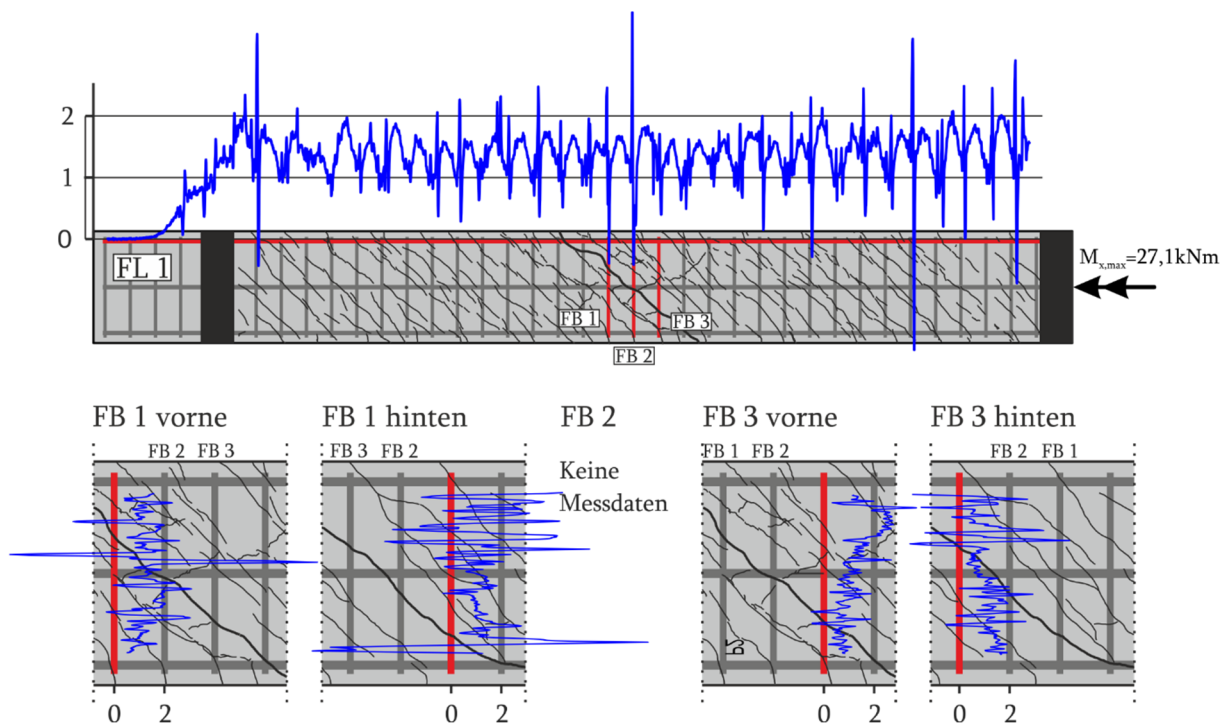 2
1
0
FL 1
M x,max=27,1kNm
FB 1
FB 3
FB 2
FB 1 vorne
FB 1 hinten
FB 2
FB 3 vorne
FB 3 hinten
FB 2 FB 3
FB 3 FB 2
Keine
Messdaten
FB 1 FB 2
FB 2 FB 1
0 2
0 2
0 2
0 2